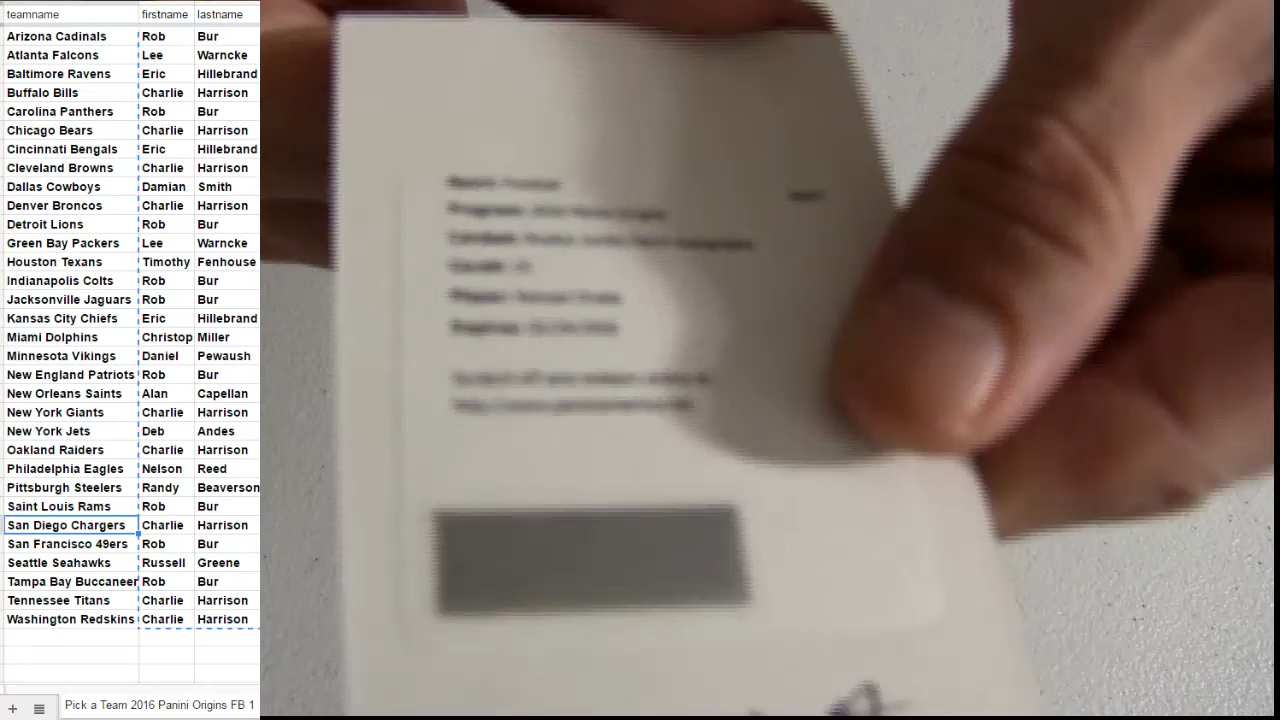 teamname firstname lastname
Arizona Cadinals Rob Bur
Atlanta Falcons Lee Warncke
Baltimore Ravens Eric Hillebrand
Buffalo Bills Charlie Harrison
Carolina Panthers Rob Bur
Chicago Bears Charlie Harrison
Cincinnati Bengals Eric Hillebrand
Cleveland Browns Charlie Harrison
Dallas Cowboys Damian Smith
Denver Broncos Charlie Harrison
Detroit Lions Rob Bur
Green Bay Packers Lee Warncke
Houston Texans Timothy Fenhouse
Indianapolis Colts Rob Bur
Jacksonville Jaguars Rob Bur
Kansas City Chiefs Eric Hillebrand
Miami Dolphins Christop Miller
Minnesota Vikings Daniel Pewaush
New England Patriots Rob Bur
New Orleans Saints Alan Capellan
New York Giants Charlie Harrison
New York Jets Deb Andes
Oakland Raiders Charlie Harrison
Philadelphia Eagles Nelson Reed
Pittsburgh Steelers Randy Beaverson
Saint Louis Rams Rob Bur
San Diego Chargers Charlie Harrison
San Francisco 49ers Rob Bur
Seattle Seahawks Russell Greene
Tampa Bay Buccaneer Rob Bur
Tennessee Titans Charlie Harrison
Washington Redskins Charlie Harrison
Pick a Team 2016 Panini Origins FB 1